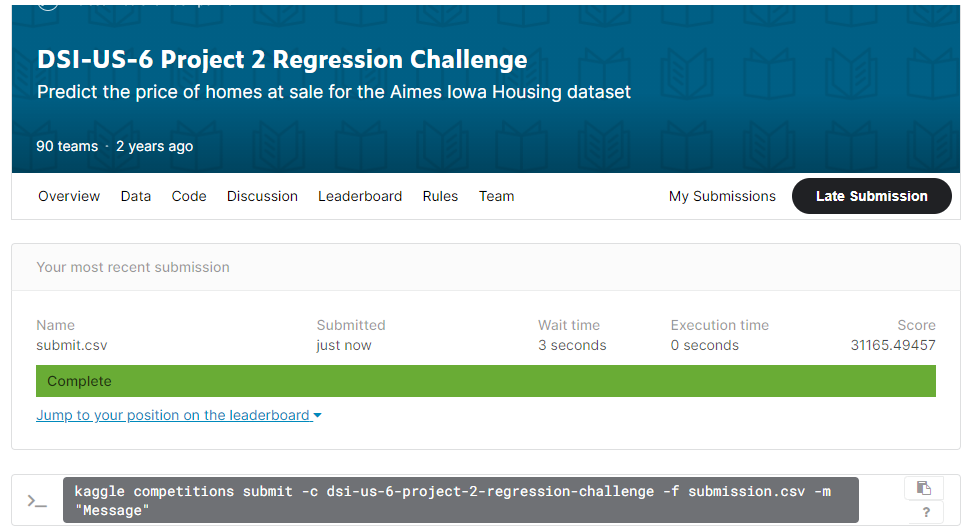 DSI-US-6 Project 2 Regression Challenge
Predict the price of homes at sale for the Aimes Iowa Housing dataset
90 teams · 2 years ago
Overview Data Code Discussion Leaderboard Rules Team My Submissions Late Submission
Your most recent submission
Name Submitted Wait time Execution time Score
submit.csv just now 3 seconds 0 seconds 31165.49457
Complete
Jump to your position on the leaderboard
>_ kaggle competitions submit -c dsi-us-6-project-2-regression-challenge -f submission.csv -m
"Message"
?